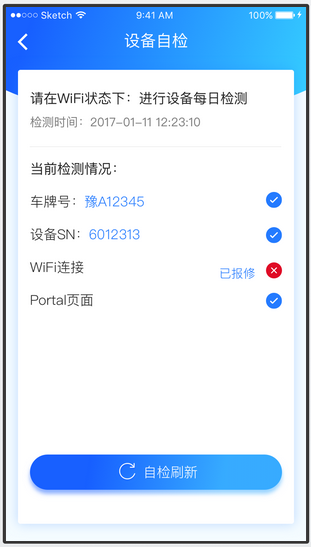 Sketch 9:41 AM 100%
设备自检
请在WiFi状态下：进行设备每日检测
检测时间：2017-01-11 12:23:10
当前检测情况：
车牌号：豫A12345
设备SN：6012313
WiFi连接 已报修
Portal页面
自检刷新